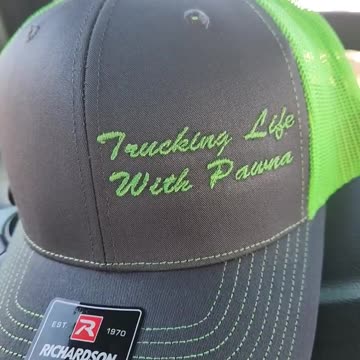 Trucking Life
With Pawna
EST. R 1970
RICHARDSON